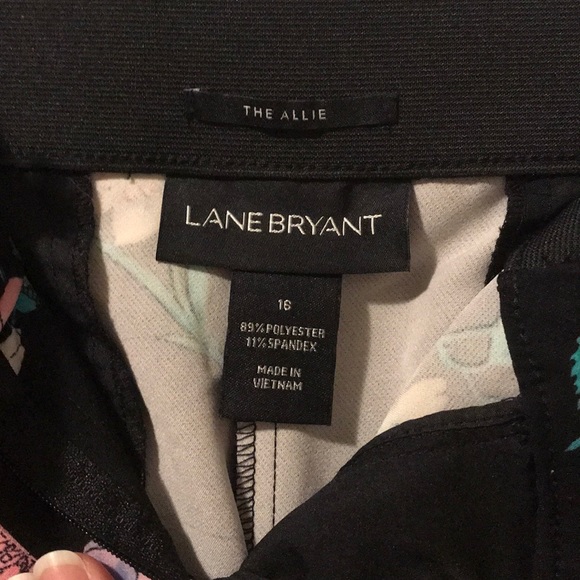 THE ALLIE
LANE BRYANT
16
89% POLYESTER
11% SPANDEX
MADE IN
VIETNAM